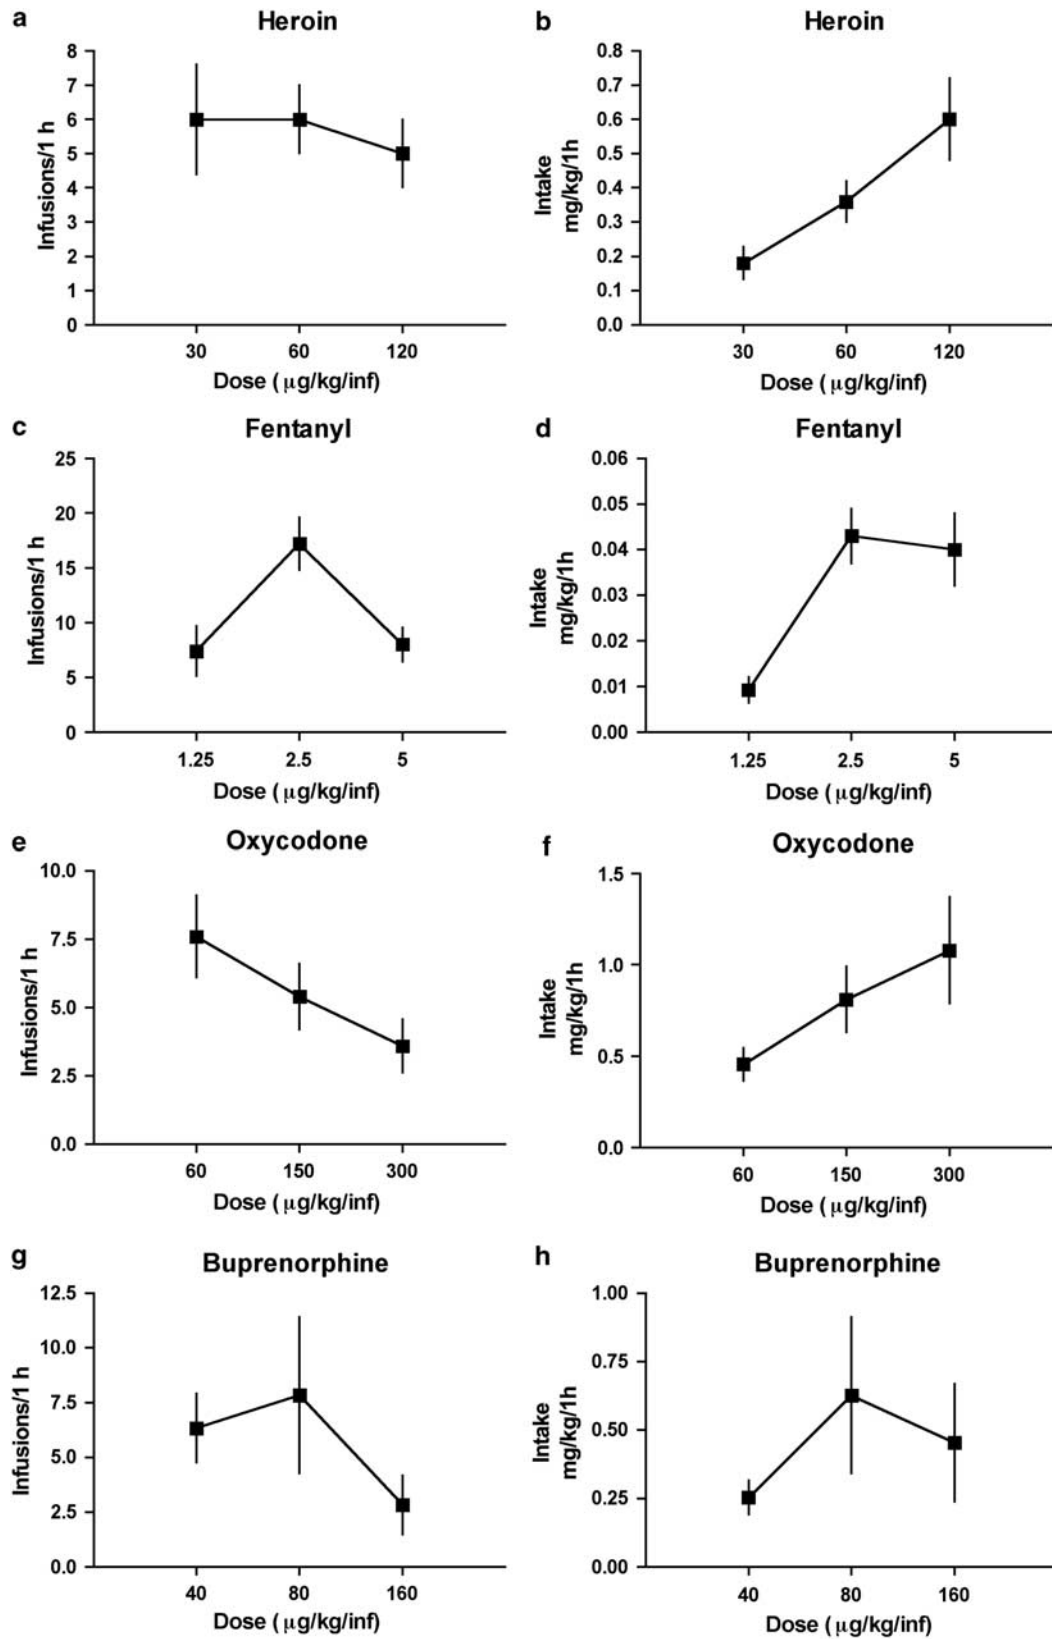 a
Heroin
Infusions/1 h
8
7
6
5
4
3
2
1
0
30 60 120
Dose ( μg/kg/inf)
b
Heroin
Intake
mg/kg/1h
0.8
0.7
0.6
0.5
0.4
0.3
0.2
0.1
0.0
30 60 120
Dose ( μg/kg/inf)
c
Fentanyl
Infusions/1 h
25
20
15
10
5
0
1.25 2.5 5
Dose ( μg/kg/inf)
d
Fentanyl
Intake
mg/kg/1h
0.06
0.05
0.04
0.03
0.02
0.01
0.00
1.25 2.5 5
Dose ( μg/kg/inf)
e
Oxycodone
Infusions/1 h
10.0
7.5
5.0
2.5
0.0
60 150 300
Dose ( μg/kg/inf)
f
Oxycodone
Intake
mg/kg/1h
1.5
1.0
0.5
0.0
60 150 300
Dose ( μg/kg/inf)
g
Buprenorphine
Infusions/1 h
12.5
10.0
7.5
5.0
2.5
0.0
40 80 160
Dose ( μg/kg/inf)
h
Buprenorphine
Intake
mg/kg/1h
1.00
0.75
0.50
0.25
0.00
40 80 160
Dose ( μg/kg/inf)